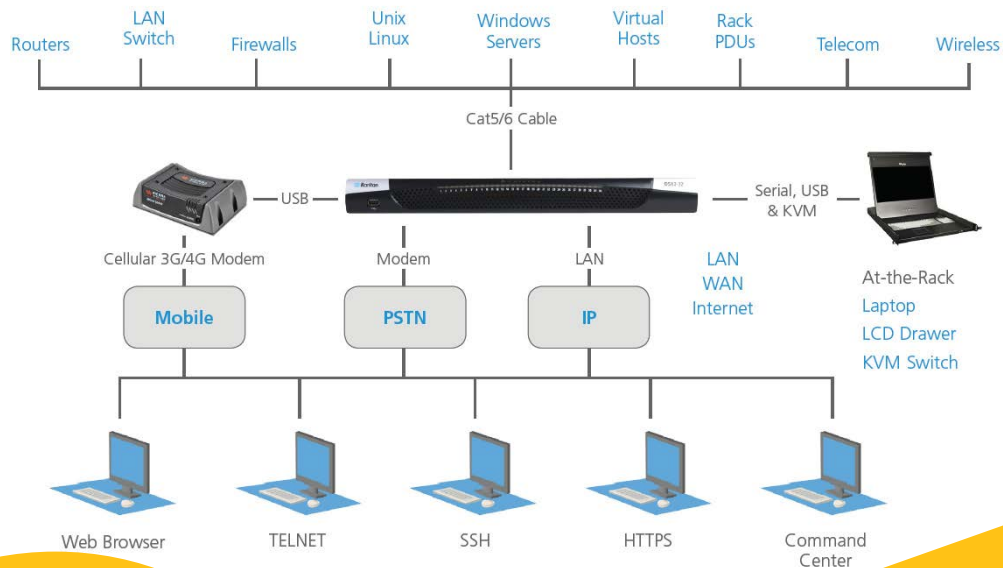 Routers
LAN
Switch
Firewalls
Unix
Linux
Windows
Servers
Virtual
Hosts
Rack
PDUs
Telecom
Wireless
Cat5/6 Cable
USB
Raritan
Serial, USB
& KVM
Cellular 3G/4G Modem
Modem
LAN
LAN
WAN
Internet
At-the-Rack
Laptop
LCD Drawer
KVM Switch
Mobile
PSTN
IP
Web Browser
TELNET
SSH
HTTPS
Command
Center